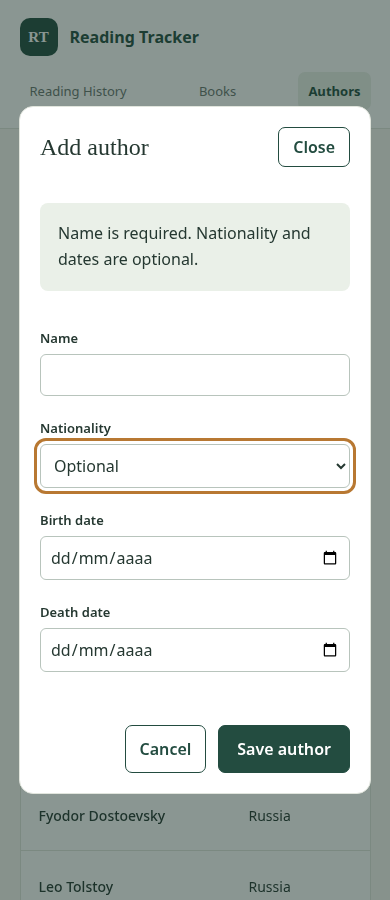 RT
Reading Tracker
Reading History
Books
Authors
Add author
Close
Name is required. Nationality and
dates are optional.
Name
Nationality
Optional
Birth date
dd/mm/aaaa
Death date
dd/mm/aaaa
Cancel
Save author
Fyodor Dostoevsky
Russia
Leo Tolstoy
Russia